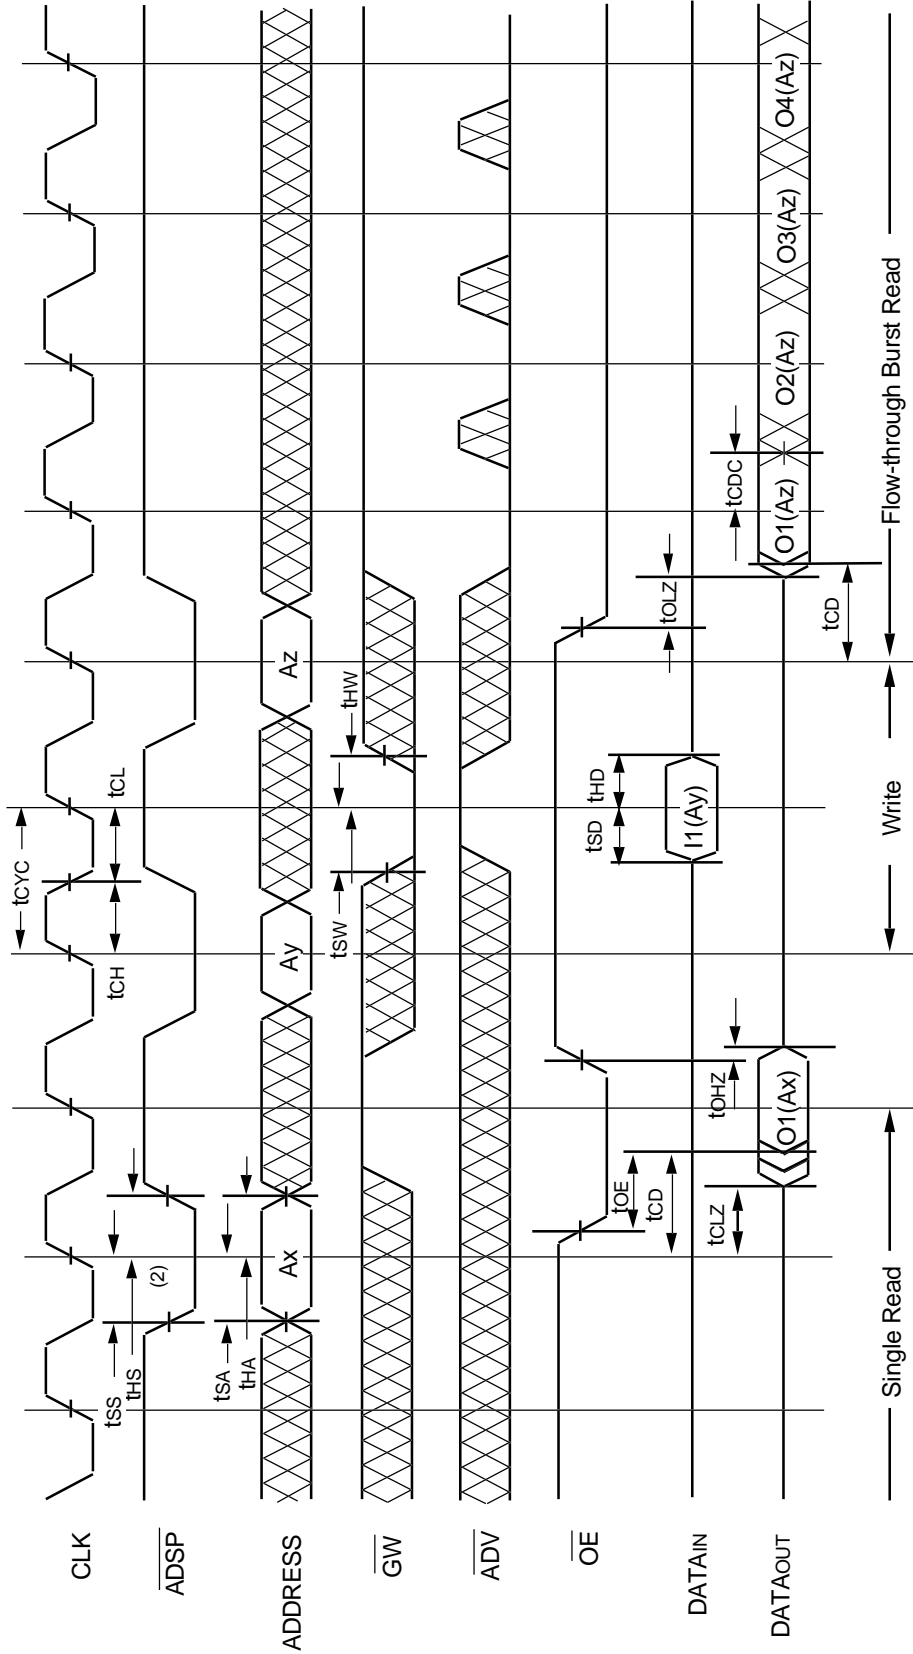 CLK
tCYC
tCH
tCL
tSS
tHS
(2)
ADSP
tSA
tHA
ADDRESS
Ax
Ay
Az
tSW
tHW
GW
ADV
OE
tOE
tOHZ
tOLZ
tCD
tSD
tHD
DATAIN
I1(Ay)
tCLZ
tCDC
tCD
DATAOUT
O1(Ax)
O1(Az)
O2(Az)
O3(Az)
O4(Az)
Single Read
Write
Flow-through Burst Read